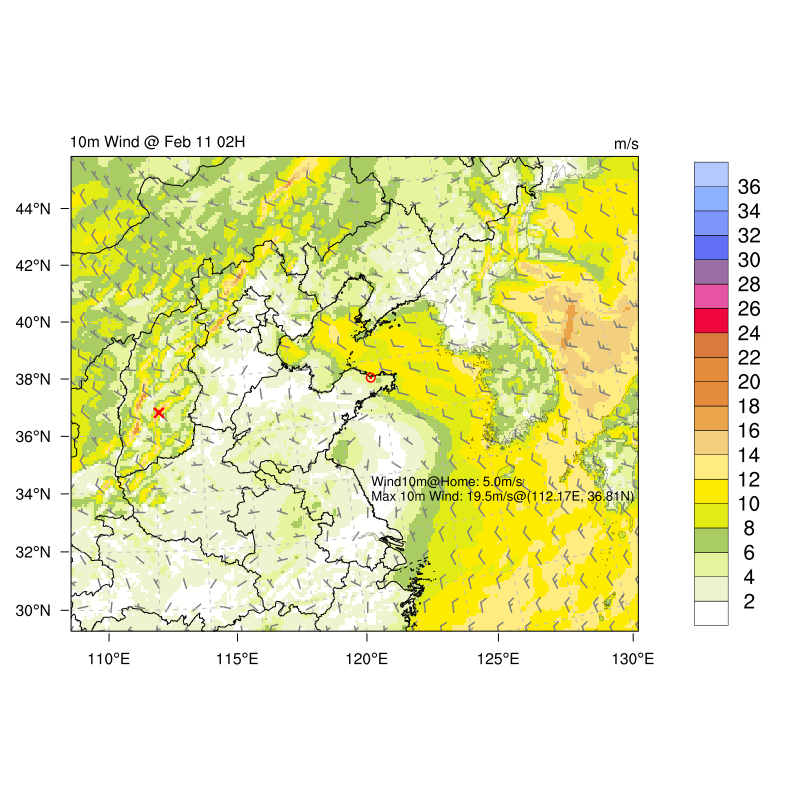 10m Wind @ Feb 11 02H
m/s
44°N
42°N
40°N
38°N
36°N
34°N
32°N
30°N
110°E
115°E
120°E
125°E
130°E
Wind10m@Home: 5.0m/s
Max 10m Wind: 19.5m/s@(112.17E, 36.81N)
36
34
32
30
28
26
24
22
20
18
16
14
12
10
8
6
4
2